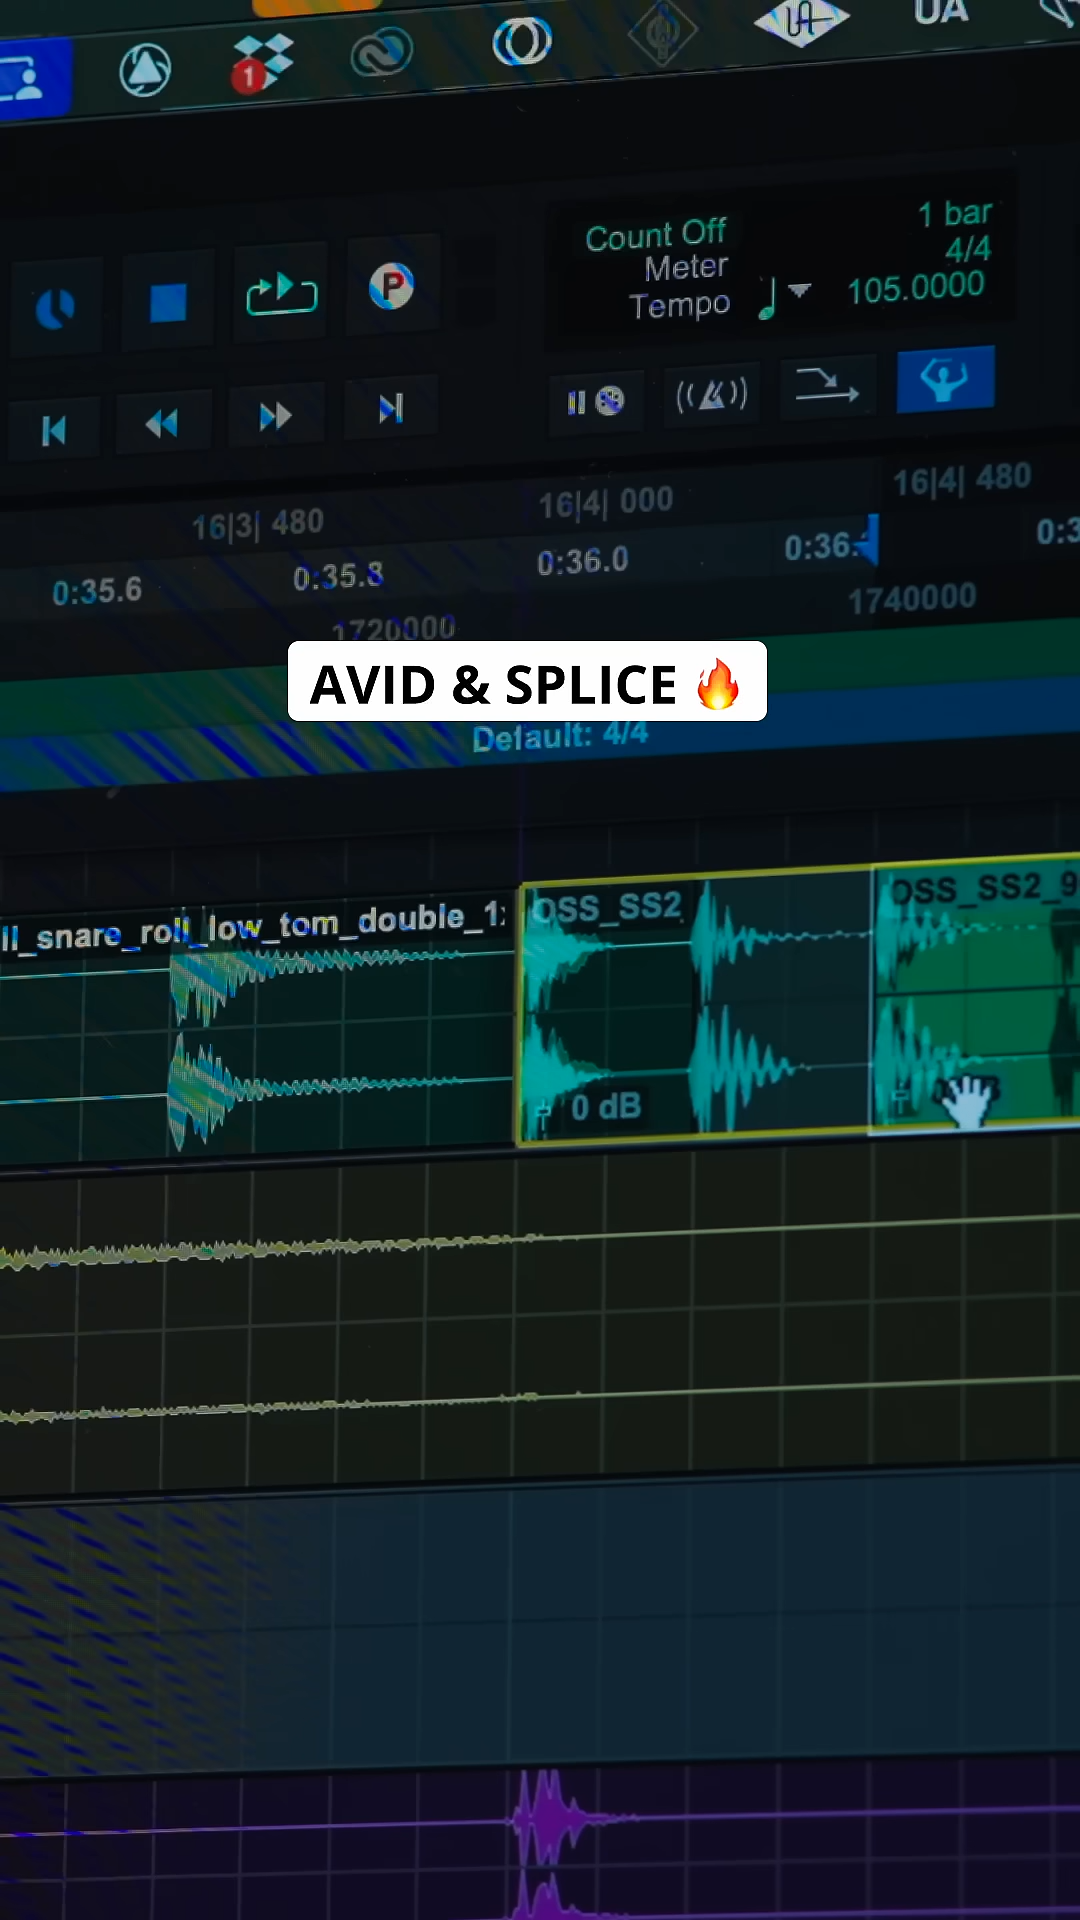 UA
1
Count Off 1 bar
Meter 4/4
Tempo 105.0000
P
16|3| 480
16|4| 000
16|4| 480
0:35.6
0:35.8
0:36.0
1720000
1740000
AVID & SPLICE 🔥
Default: 4/4
ll_snare_roll_low_tom_double_1
OSS_SS2
OSS_SS2_9
0 dB